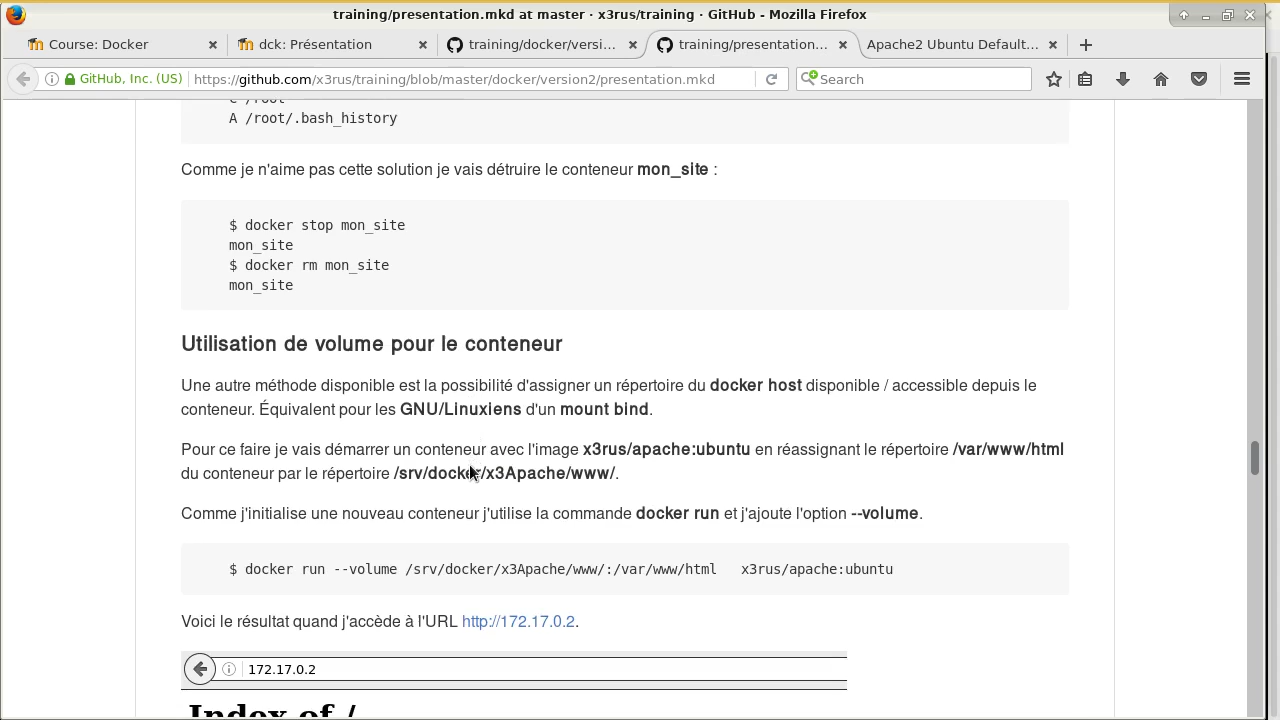 training/presentation.mkd at master · x3rus/training · GitHub - Mozilla Firefox
Course: Docker
dck: Présentation
training/docker/versi...
training/presentation...
Apache2 Ubuntu Default...
GitHub, Inc. (US)
https://github.com/x3rus/training/blob/master/docker/version2/presentation.mkd
Search
C /root
A /root/.bash_history
Comme je n'aime pas cette solution je vais détruire le conteneur mon_site :
$ docker stop mon_site
mon_site
$ docker rm mon_site
mon_site
Utilisation de volume pour le conteneur
Une autre méthode disponible est la possibilité d'assigner un répertoire du docker host disponible / accessible depuis le
conteneur. Équivalent pour les GNU/Linuxiens d'un mount bind.
Pour ce faire je vais démarrer un conteneur avec l'image x3rus/apache:ubuntu en réassignant le répertoire /var/www/html
du conteneur par le répertoire /srv/docker/x3Apache/www/.
Comme j'initialise une nouveau conteneur j'utilise la commande docker run et j'ajoute l'option --volume.
$ docker run --volume /srv/docker/x3Apache/www/:/var/www/html   x3rus/apache:ubuntu
Voici le résultat quand j'accède à l'URL http://172.17.0.2.
172.17.0.2
Index of /